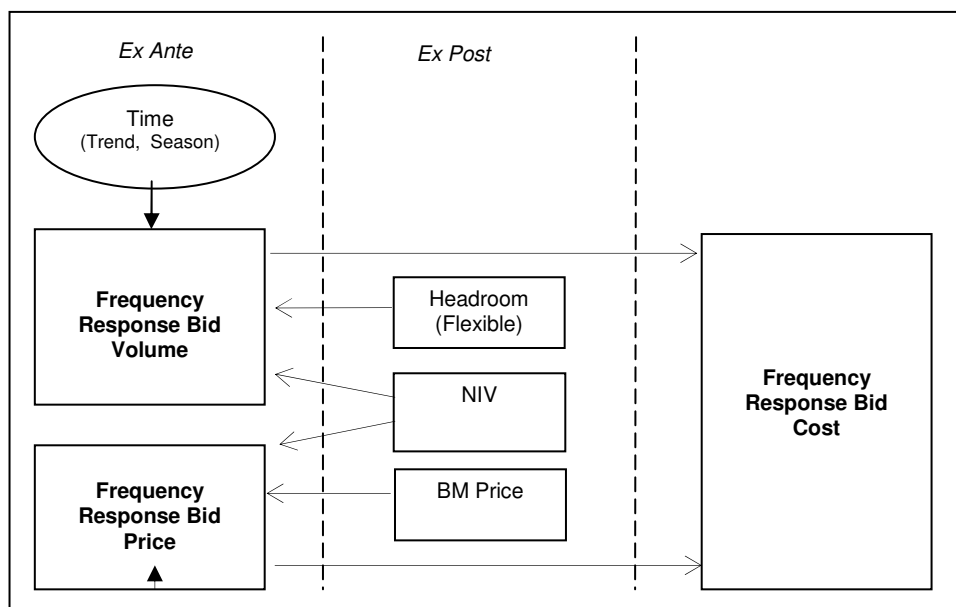 Ex Ante
Ex Post
Time
(Trend, Season)
Frequency
Response Bid
Volume
Headroom
(Flexible)
NIV
Frequency
Response Bid
Price
BM Price
Frequency
Response Bid
Cost